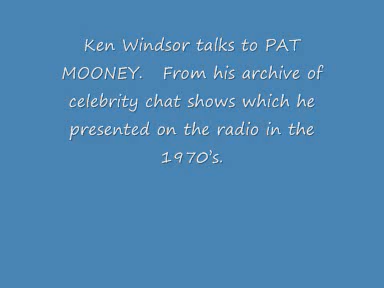 Ken Windsor talks to PAT
MOONEY.   From his archive of
celebrity chat shows which he
presented on the radio in the
1970's.